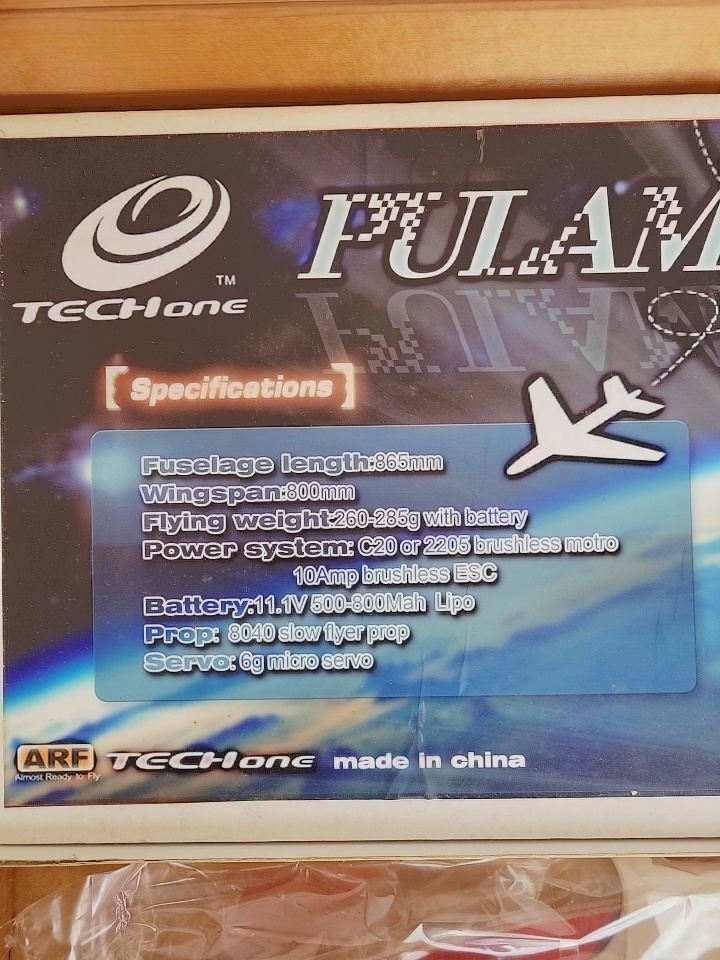 TECHONE
TM
PULAM
[Specifications]
Fuselage length:865mm
Wingspan:800mm
Flying weight:260-285g with battery
Power system: C20 or 2205 brushless motro
10Amp brushless ESC
Battery:11.1V 500-800Mah Lipo
Prop: 8040 slow flyer prop
Servo: 6g micro servo
ARF
Almost Ready to Fly
TECHONE made in china